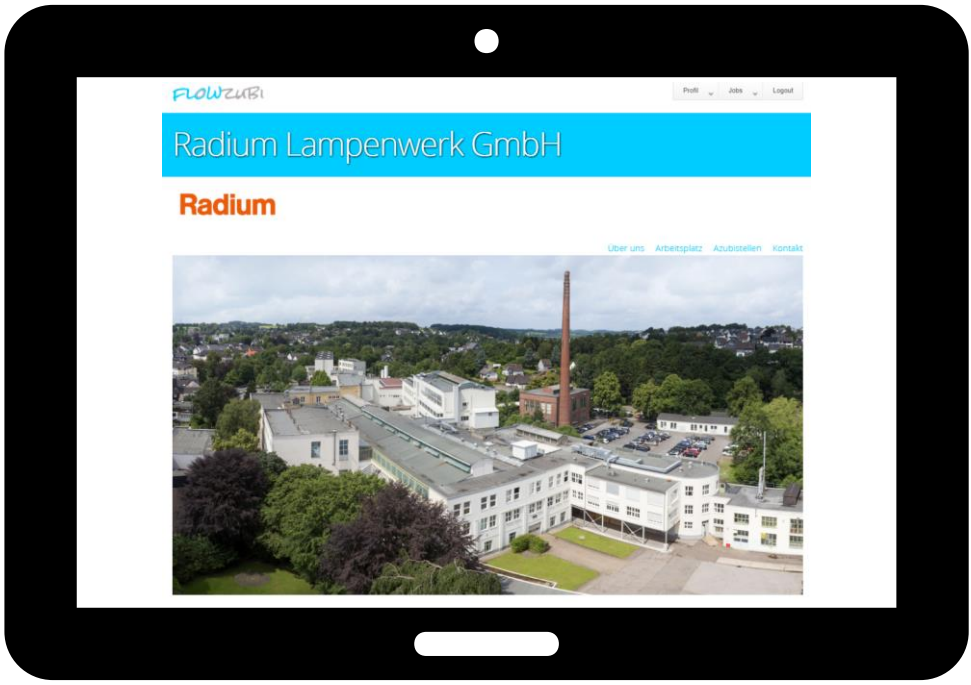 FLOWZUBI
Profil Jobs Logout
Radium Lampenwerk GmbH
Radium
Über uns Arbeitsplatz Azubistellen Kontakt